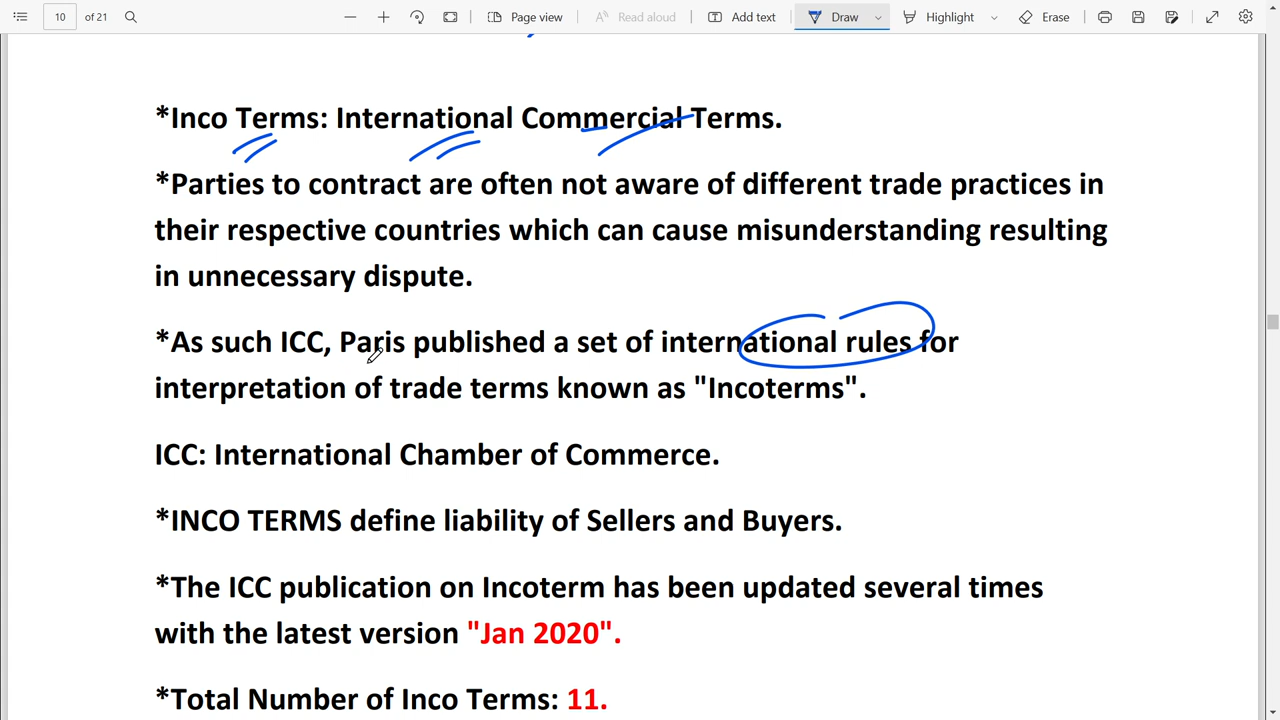 10 of 21 Page view Read aloud Add text Draw Highlight Erase
*Inco Terms: International Commercial Terms.
*Parties to contract are often not aware of different trade practices in
their respective countries which can cause misunderstanding resulting
in unnecessary dispute.
*As such ICC, Paris published a set of international rules for
interpretation of trade terms known as "Incoterms".
ICC: International Chamber of Commerce.
*INCO TERMS define liability of Sellers and Buyers.
*The ICC publication on Incoterm has been updated several times
with the latest version "Jan 2020".
*Total Number of Inco Terms: 11.